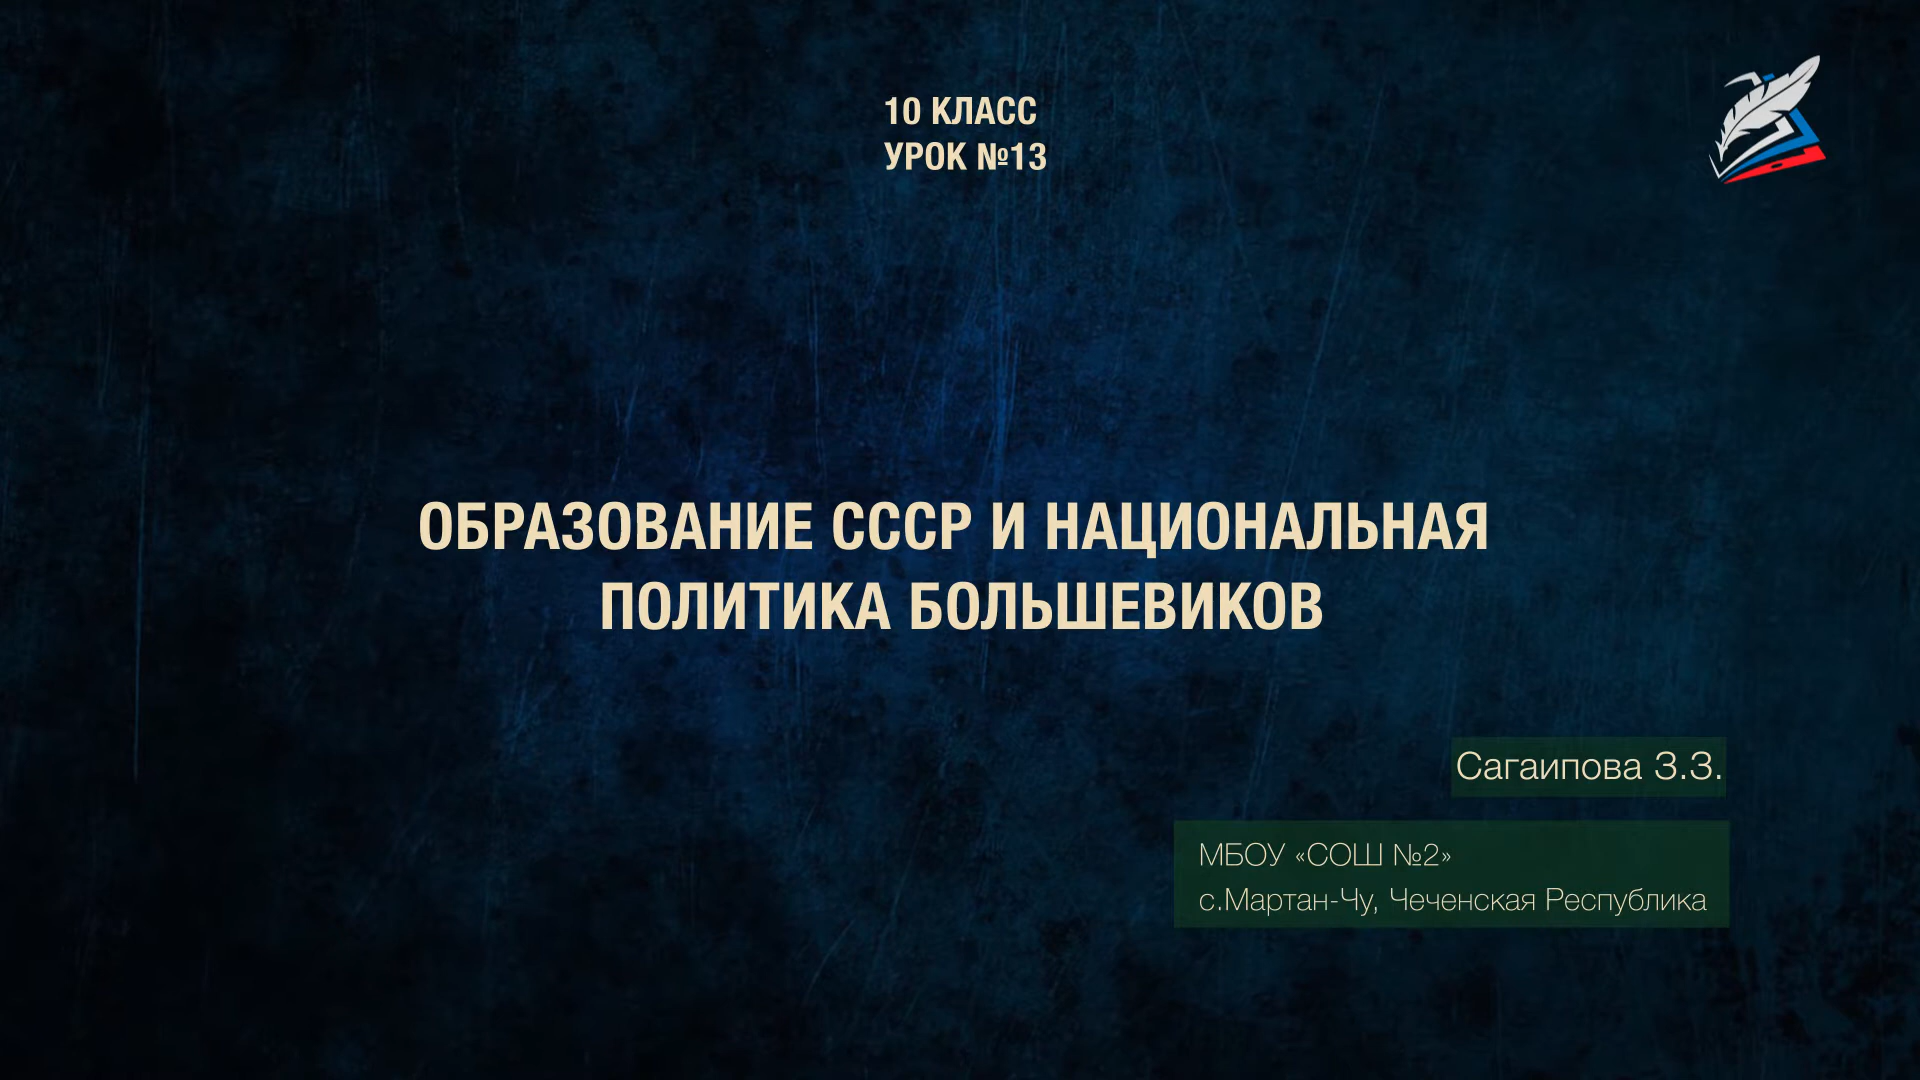 10 КЛАСС
УРОК №13
ОБРАЗОВАНИЕ СССР И НАЦИОНАЛЬНАЯ
ПОЛИТИКА БОЛЬШЕВИКОВ
Сагаипова З.З.
МБОУ «СОШ №2»
с.Мартан-Чу, Чеченская Республика